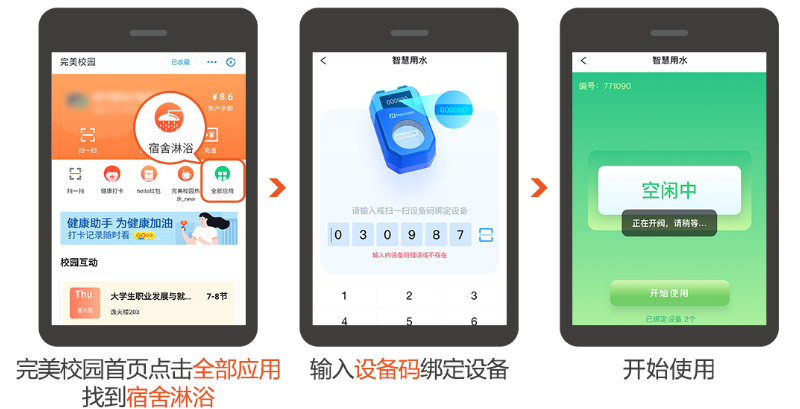 完美校园
已收藏
¥ 8.6
账户余额
宿舍淋浴
扫一扫
充值
扫一扫
健康打卡
hello红包
完美校园热水_new
全部应用
健康助手 为健康加油
打卡记录随时看 GO>>
校园互动
Thu.
第6周
大学生职业发展与就...
7-8节
逸夫楼203
完美校园首页点击全部应用
找到宿舍淋浴
智慧用水
000000
000000
请输入或扫一扫设备码绑定设备
0 3 0 9 8 7
输入的设备码错误或不存在
1 2 3
4 5 6
输入设备码绑定设备
智慧用水
编号：771090
空闲中
正在开阀，请稍等...
开始使用
已绑定设备 2个
开始使用